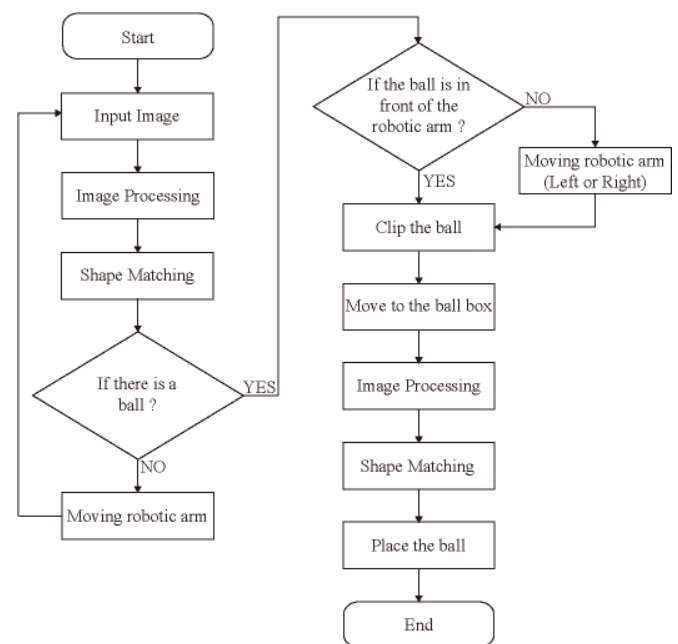 Start
Input Image
Image Processing
Shape Matching
If there is a
ball ?
YES
NO
Moving robotic arm
If the ball is in
front of the
robotic arm ?
NO
Moving robotic arm
(Left or Right)
YES
Clip the ball
Move to the ball box
Image Processing
Shape Matching
Place the ball
End